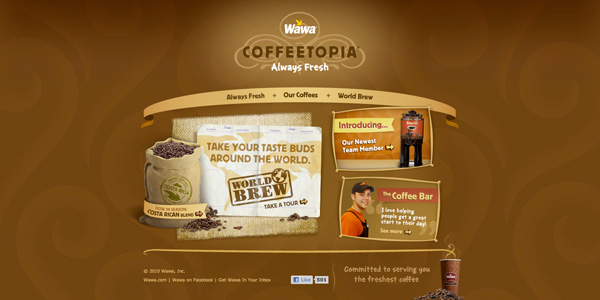 Wawa
COFFEETOPIA
Always Fresh
Always Fresh + Our Coffees + World Brew
TAKE YOUR TASTE BUDS
AROUND THE WORLD.
WORLD
BREW
TAKE A TOUR
NOW IN SEASON
COSTA RICAN BLEND
Introducing...
Our Newest
Team Member
The Coffee Bar
I love helping
people get a great
start to their day!
See more
© 2010 Wawa, Inc.
Wawa.com | Wawa on Facebook | Get Wawa In Your Inbox
Like 501
Committed to serving you
the freshest coffee